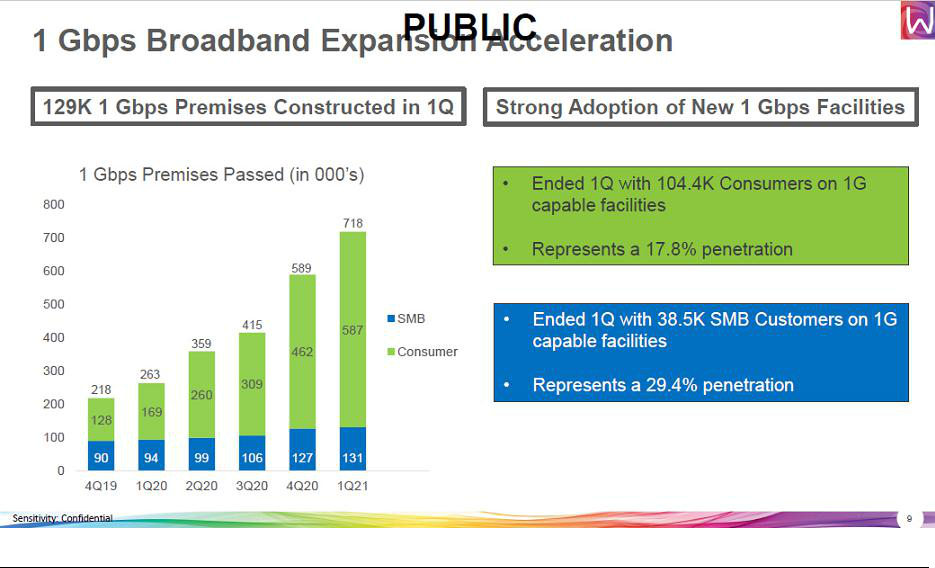 PUBLIC
1 Gbps Broadband Expansion Acceleration
W
129K 1 Gbps Premises Constructed in 1Q
Strong Adoption of New 1 Gbps Facilities
1 Gbps Premises Passed (in 000's)
800
700
600
500
400
300
200
100
0
218
128
90
263
169
94
359
260
99
415
309
106
589
462
127
718
587
131
4Q19 1Q20 2Q20 3Q20 4Q20 1Q21
SMB
Consumer
• Ended 1Q with 104.4K Consumers on 1G
capable facilities
• Represents a 17.8% penetration
• Ended 1Q with 38.5K SMB Customers on 1G
capable facilities
• Represents a 29.4% penetration
Sensitivity: Confidential
9